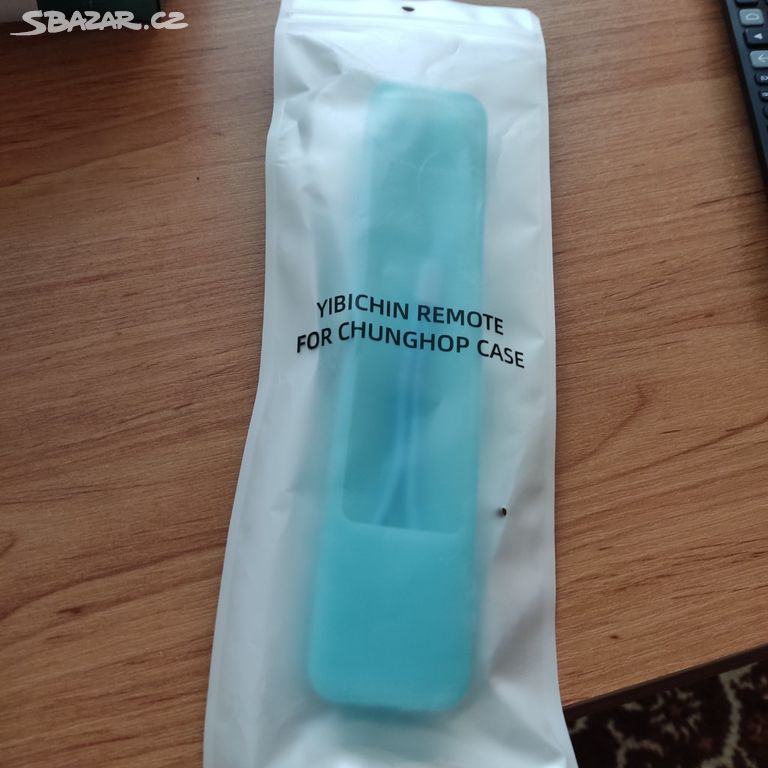 SBAZAR.CZ
YIBICHIN REMOTE
FOR CHUNGHOP CASE